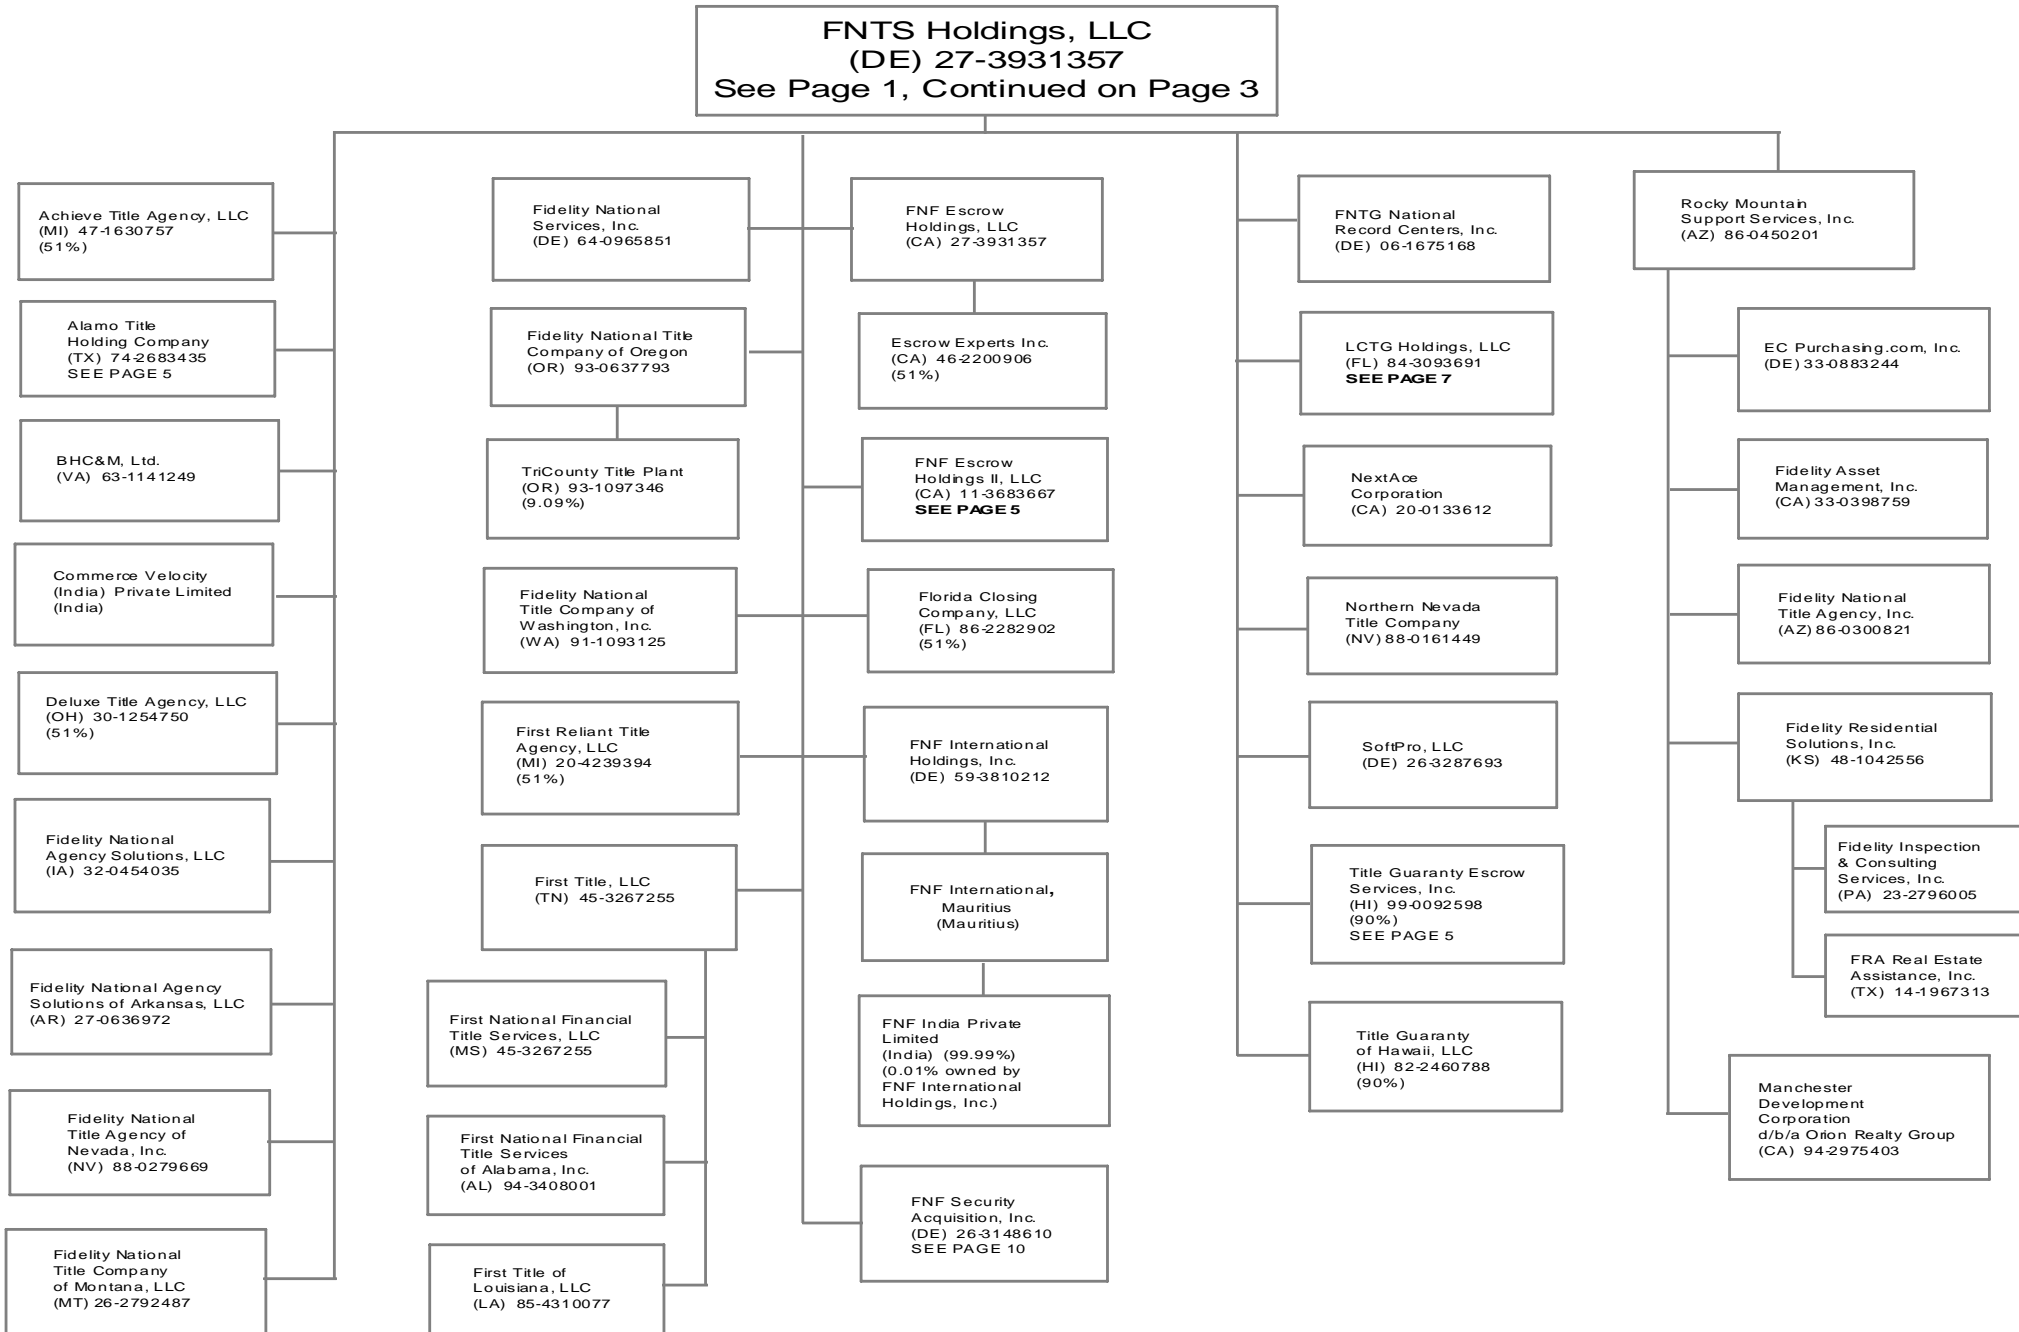 FNTS Holdings, LLC
(DE) 27-3931357
See Page 1, Continued on Page 3
Achieve Title Agency, LLC
(MI) 47-1630757
(51%)
Alamo Title
Holding Company
(TX) 74-2683435
SEE PAGE 5
BHC&M, Ltd.
(VA) 63-1141249
Commerce Velocity
(India) Private Limited
(India)
Deluxe Title Agency, LLC
(OH) 30-1254750
(51%)
Fidelity National
Agency Solutions, LLC
(IA) 32-0454035
Fidelity National Agency
Solutions of Arkansas, LLC
(AR) 27-0636972
Fidelity National
Title Agency of
Nevada, Inc.
(NV) 88-0279669
Fidelity National
Title Company
of Montana, LLC
(MT) 26-2792487
Fidelity National
Services, Inc.
(DE) 64-0965851
Fidelity National Title
Company of Oregon
(OR) 93-0637793
TriCounty Title Plant
(OR) 93-1097346
(9.09%)
Fidelity National
Title Company of
Washington, Inc.
(WA) 91-1093125
First Reliant Title
Agency, LLC
(MI) 20-4239394
(51%)
First Title, LLC
(TN) 45-3267255
First National Financial
Title Services, LLC
(MS) 45-3267255
First National Financial
Title Services
of Alabama, Inc.
(AL) 94-3408001
First Title of
Louisiana, LLC
(LA) 85-4310077
FNF Escrow
Holdings, LLC
(CA) 27-3931357
Escrow Experts Inc.
(CA) 46-2200906
(51%)
FNF Escrow
Holdings II, LLC
(CA) 11-3683667
SEE PAGE 5
Florida Closing
Company, LLC
(FL) 86-2282902
(51%)
FNF International
Holdings, Inc.
(DE) 59-3810212
FNF International,
Mauritius
(Mauritius)
FNF India Private
Limited
(India) (99.99%)
(0.01% owned by
FNF International
Holdings, Inc.)
FNF Security
Acquisition, Inc.
(DE) 26-3148610
SEE PAGE 10
FNTG National
Record Centers, Inc.
(DE) 06-1675168
LCTG Holdings, LLC
(FL) 84-3093691
SEE PAGE 7
NextAce
Corporation
(CA) 20-0133612
Northern Nevada
Title Company
(NV) 88-0161449
SoftPro, LLC
(DE) 26-3287693
Title Guaranty Escrow
Services, Inc.
(HI) 99-0092598
(90%)
SEE PAGE 5
Title Guaranty
of Hawaii, LLC
(HI) 82-2460788
(90%)
Rocky Mountain
Support Services, Inc.
(AZ) 86-0450201
EC Purchasing.com, Inc.
(DE) 33-0883244
Fidelity Asset
Management, Inc.
(CA) 33-0398759
Fidelity National
Title Agency, Inc.
(AZ) 86-0300821
Fidelity Residential
Solutions, Inc.
(KS) 48-1042556
Fidelity Inspection
& Consulting
Services, Inc.
(PA) 23-2796005
FRA Real Estate
Assistance, Inc.
(TX) 14-1967313
Manchester
Development
Corporation
d/b/a Orion Realty Group
(CA) 94-2975403